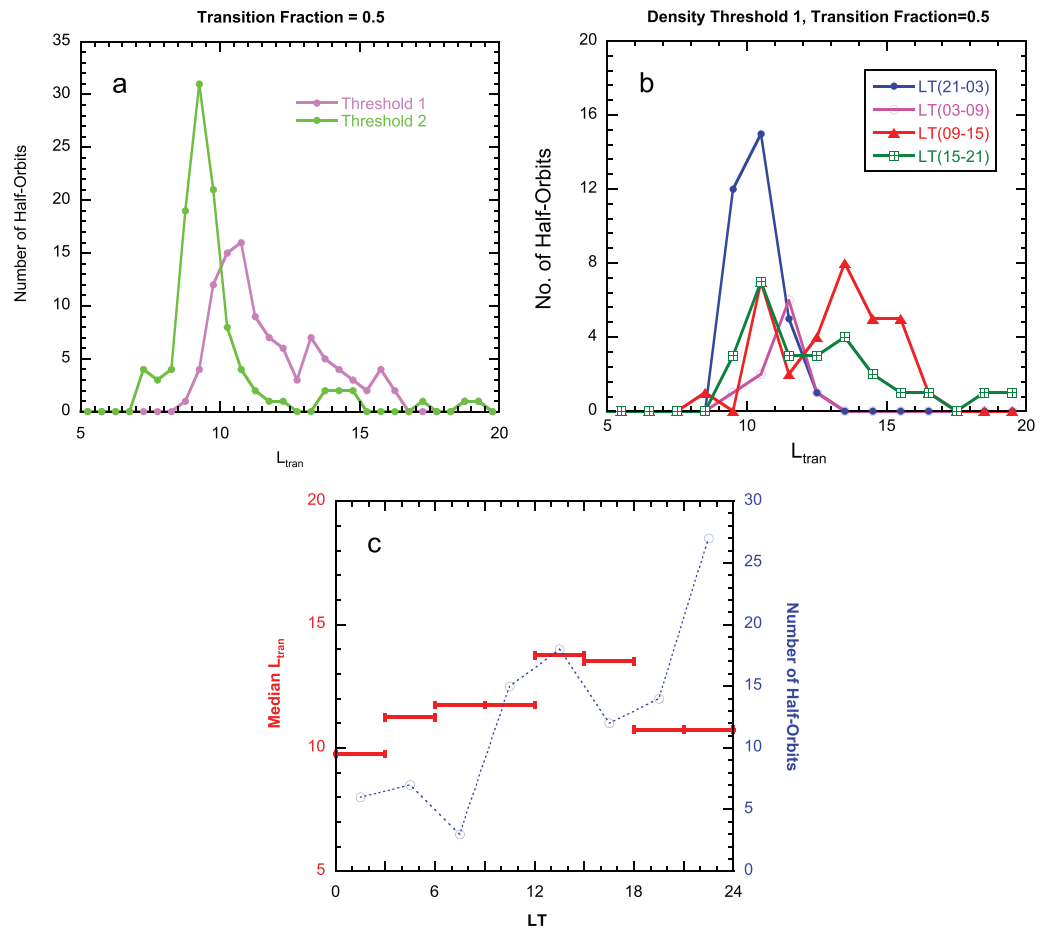 Transition Fraction = 0.5
35
30
25
20
15
10
5
0
5
10
15
20
Number of Half-Orbits
L_tran
a
Threshold 1
Threshold 2
Density Threshold 1, Transition Fraction=0.5
20
16
12
8
4
0
5
10
15
20
No. of Half-Orbits
L_tran
b
LT(21-03)
LT(03-09)
LT(09-15)
LT(15-21)
c
20
15
10
5
Median L_tran
30
25
20
15
10
5
0
Number of Half-Orbits
0
6
12
18
24
LT